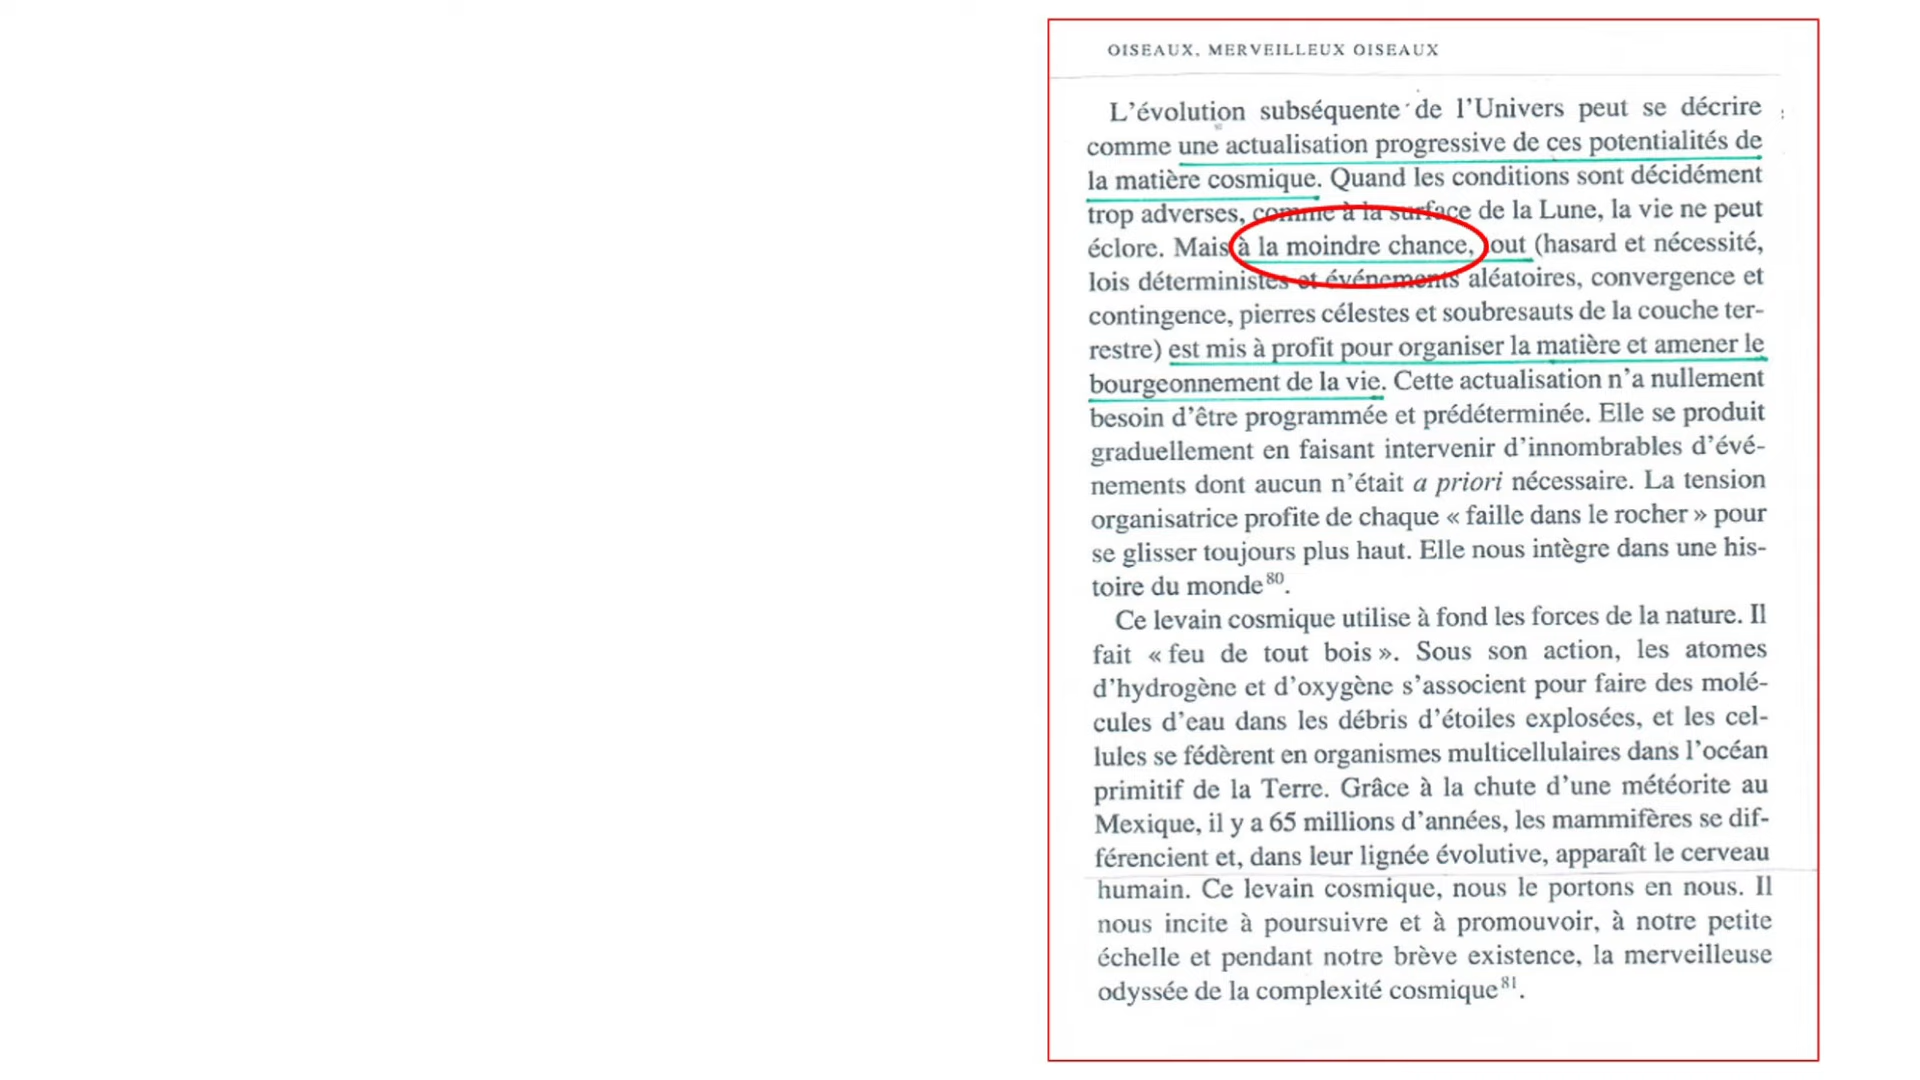 OISEAUX, MERVEILLEUX OISEAUX
L’évolution subséquente de l’Univers peut se décrire
comme une actualisation progressive de ces potentialités de
la matière cosmique. Quand les conditions sont décidément
trop adverses, comme à la surface de la Lune, la vie ne peut
éclore. Mais à la moindre chance, tout (hasard et nécessité,
lois déterministes et événements aléatoires, convergence et
contingence, pierres célestes et soubresauts de la couche ter-
restre) est mis à profit pour organiser la matière et amener le
bourgeonnement de la vie. Cette actualisation n’a nullement
besoin d’être programmée et prédéterminée. Elle se produit
graduellement en faisant intervenir d’innombrables d’évé-
nements dont aucun n’était a priori nécessaire. La tension
organisatrice profite de chaque « faille dans le rocher » pour
se glisser toujours plus haut. Elle nous intègre dans une his-
toire du monde80.
Ce levain cosmique utilise à fond les forces de la nature. Il
fait « feu de tout bois ». Sous son action, les atomes
d’hydrogène et d’oxygène s’associent pour faire des molé-
cules d’eau dans les débris d’étoiles explosées, et les cel-
lules se fédèrent en organismes multicellulaires dans l’océan
primitif de la Terre. Grâce à la chute d’une météorite au
Mexique, il y a 65 millions d’années, les mammifères se dif-
férencient et, dans leur lignée évolutive, apparaît le cerveau
humain. Ce levain cosmique, nous le portons en nous. Il
nous incite à poursuivre et à promouvoir, à notre petite
échelle et pendant notre brève existence, la merveilleuse
odyssée de la complexité cosmique81.